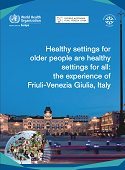 World Health
Organization
Europe
Healthy settings for
older people are healthy
settings for all:
the experience of
Friuli-Venezia Giulia, Italy